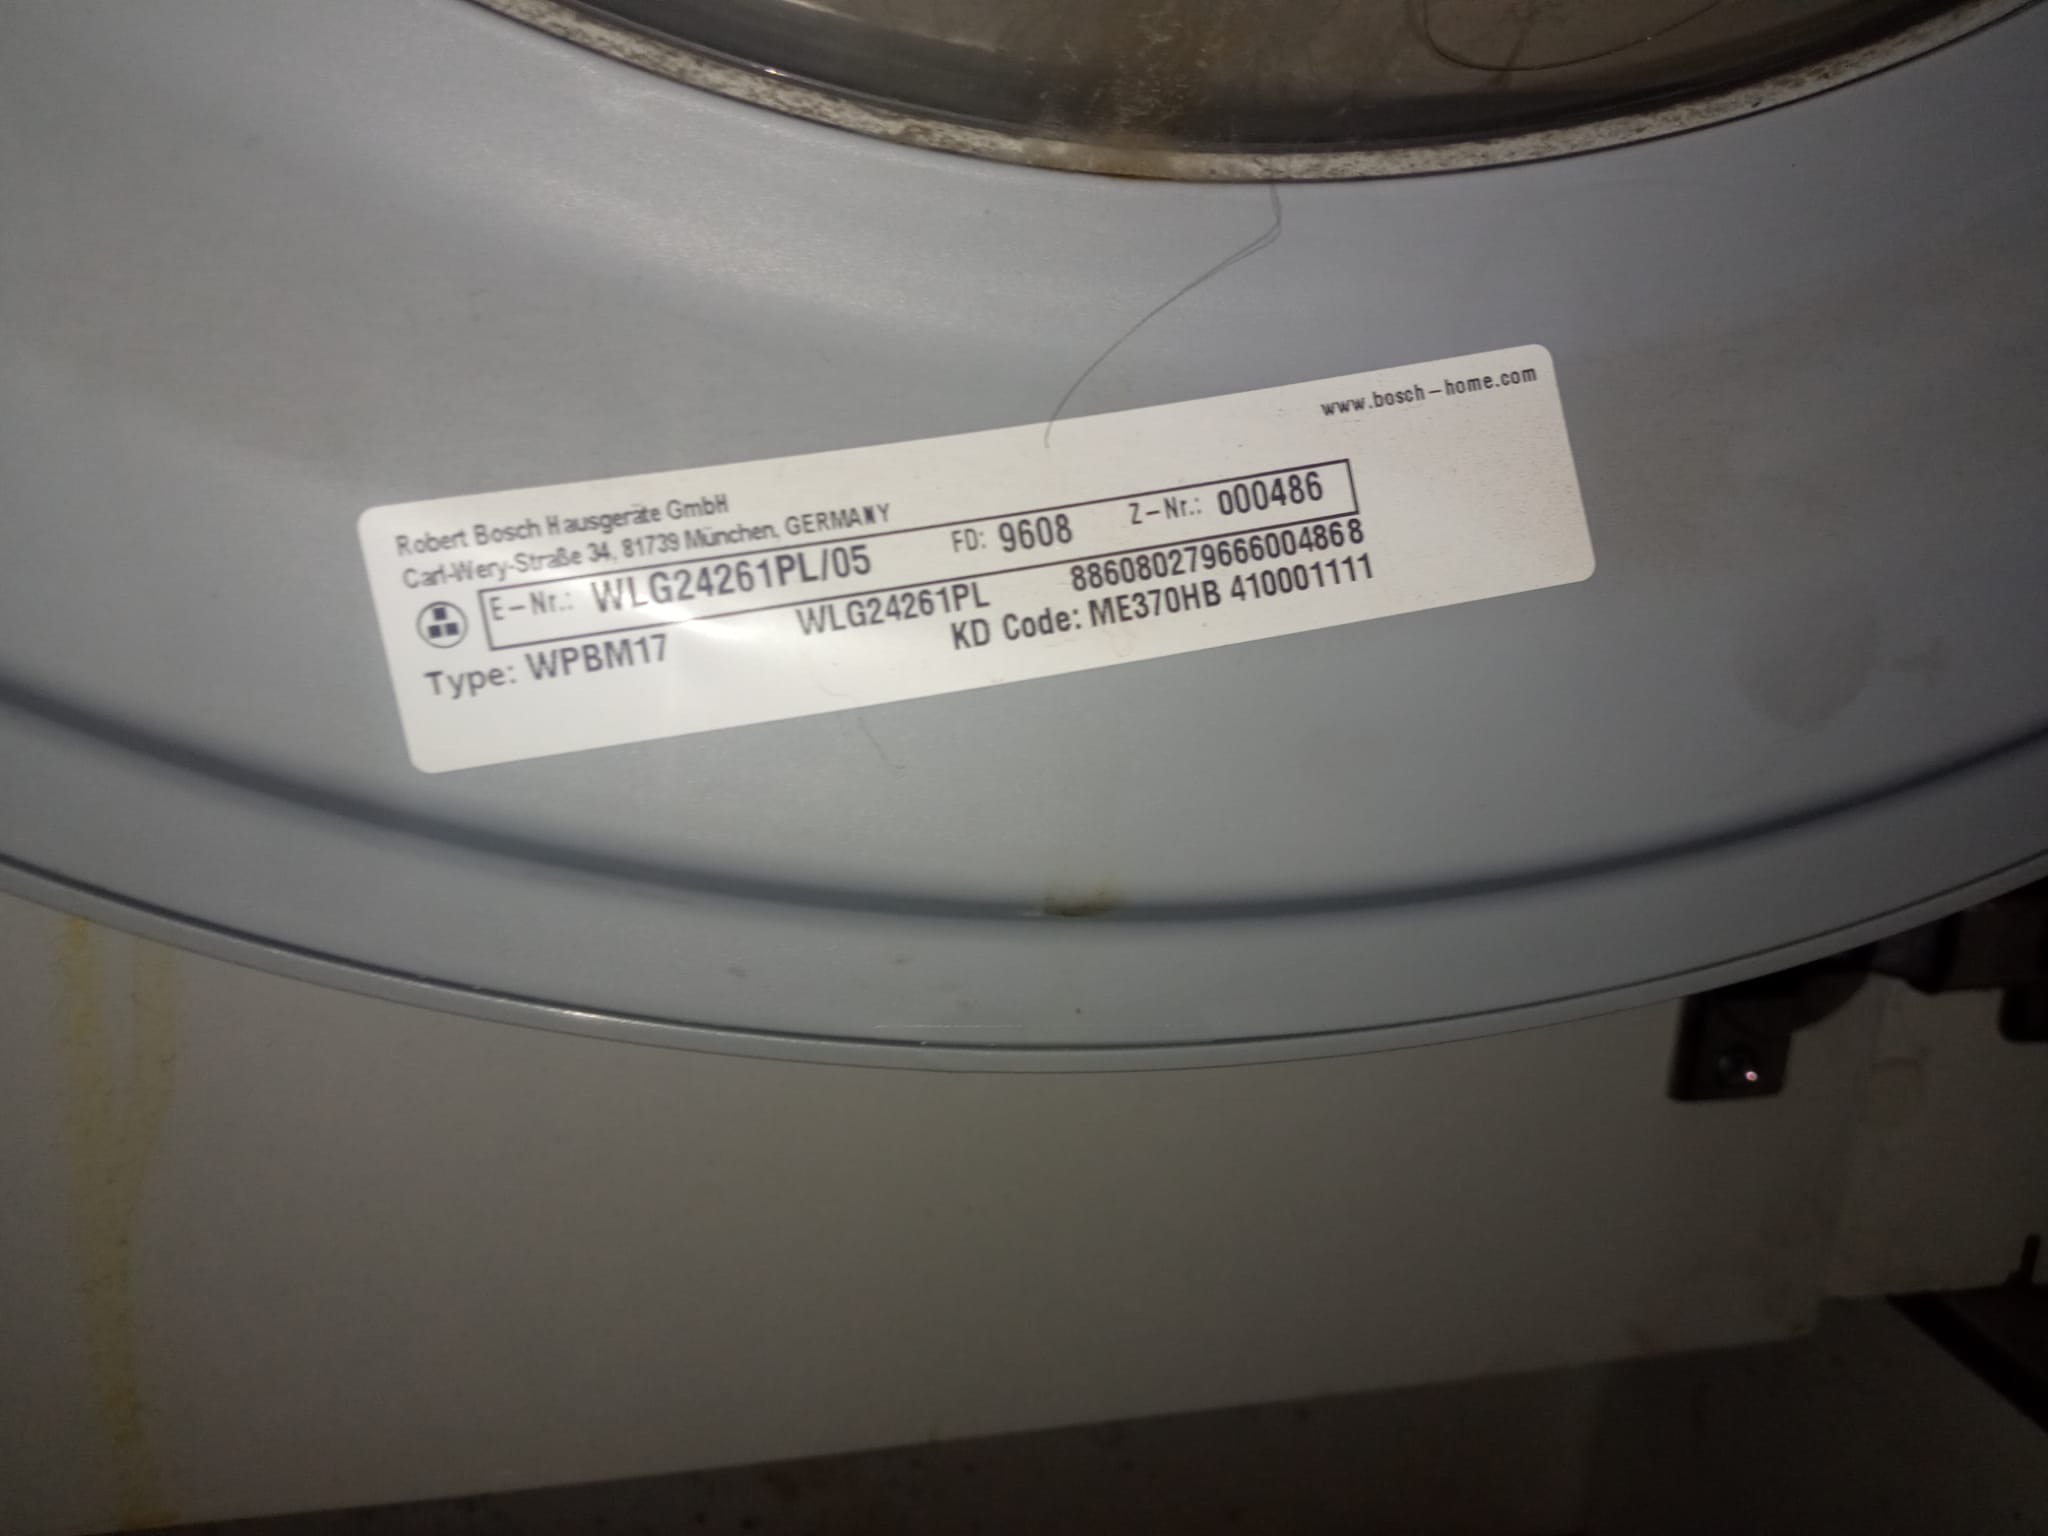 www.bosch-home.com
Robert Bosch Hausgeräte GmbH
Carl-Wery-Straße 34, 81739 München, GERMANY
E-Nr.: WLG24261PL/05 FD: 9608 Z-Nr.: 000486
Type: WPBM17 WLG24261PL 886080279666004868
KD Code: ME370HB 410001111